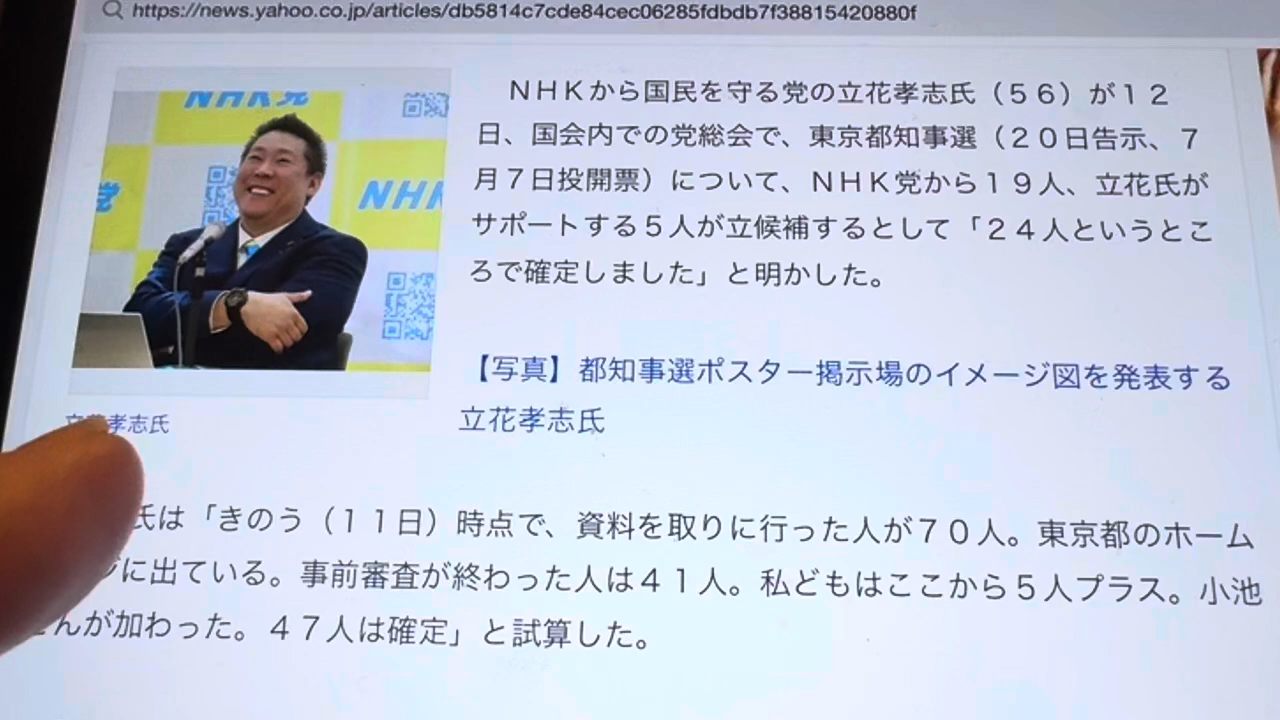 https://news.yahoo.co.jp/articles/db5814c7cde84cec06285fdbdb7f38815420880f
NHK党
党
NHK
NHKから国民を守る党の立花孝志氏（５６）が１２
日、国会内での党総会で、東京都知事選（２０日告示、７
月７日投開票）について、NHK党から１９人、立花氏が
サポートする５人が立候補するとして「２４人というとこ
ろで確定しました」と明かした。
【写真】都知事選ポスター掲示場のイメージ図を発表する
立花孝志氏
立花孝志氏
氏は「きのう（１１日）時点で、資料を取りに行った人が７０人。東京都のホーム
ジに出ている。事前審査が終わった人は４１人。私どもはここから５人プラス。小池
さんが加わった。４７人は確定」と試算した。